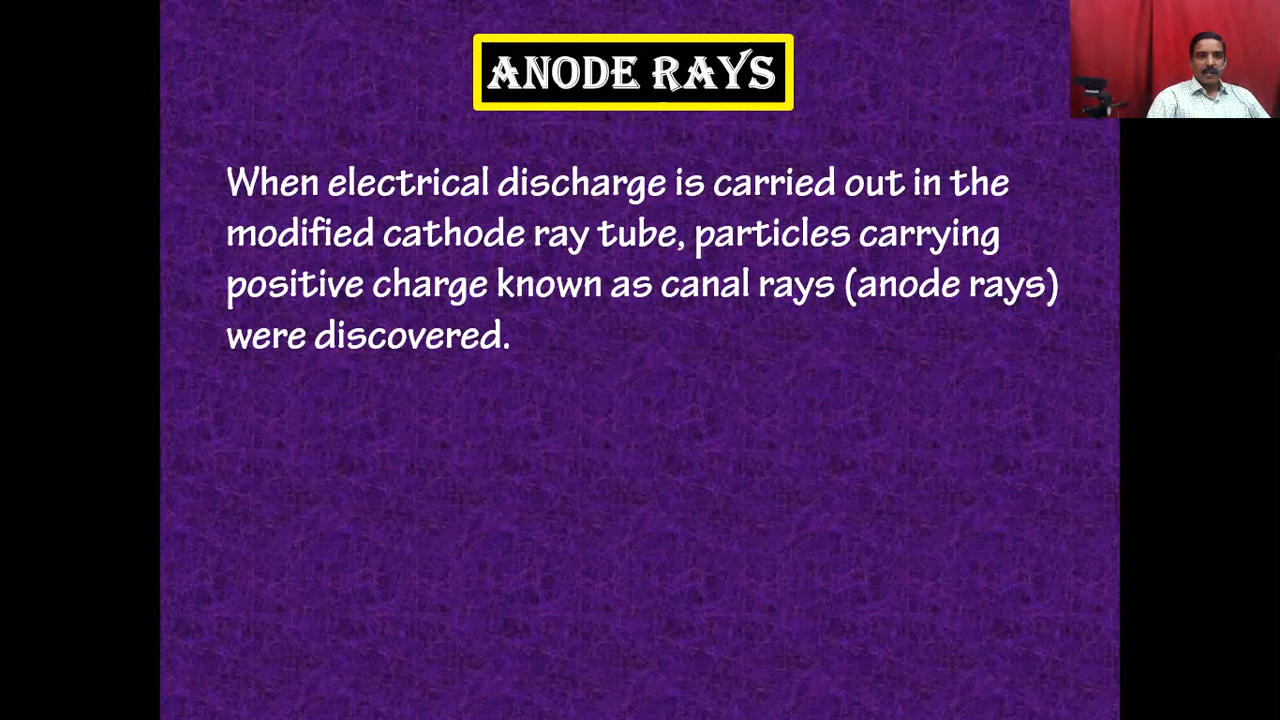 ANODE RAYS
When electrical discharge is carried out in the
modified cathode ray tube, particles carrying
positive charge known as canal rays (anode rays)
were discovered.